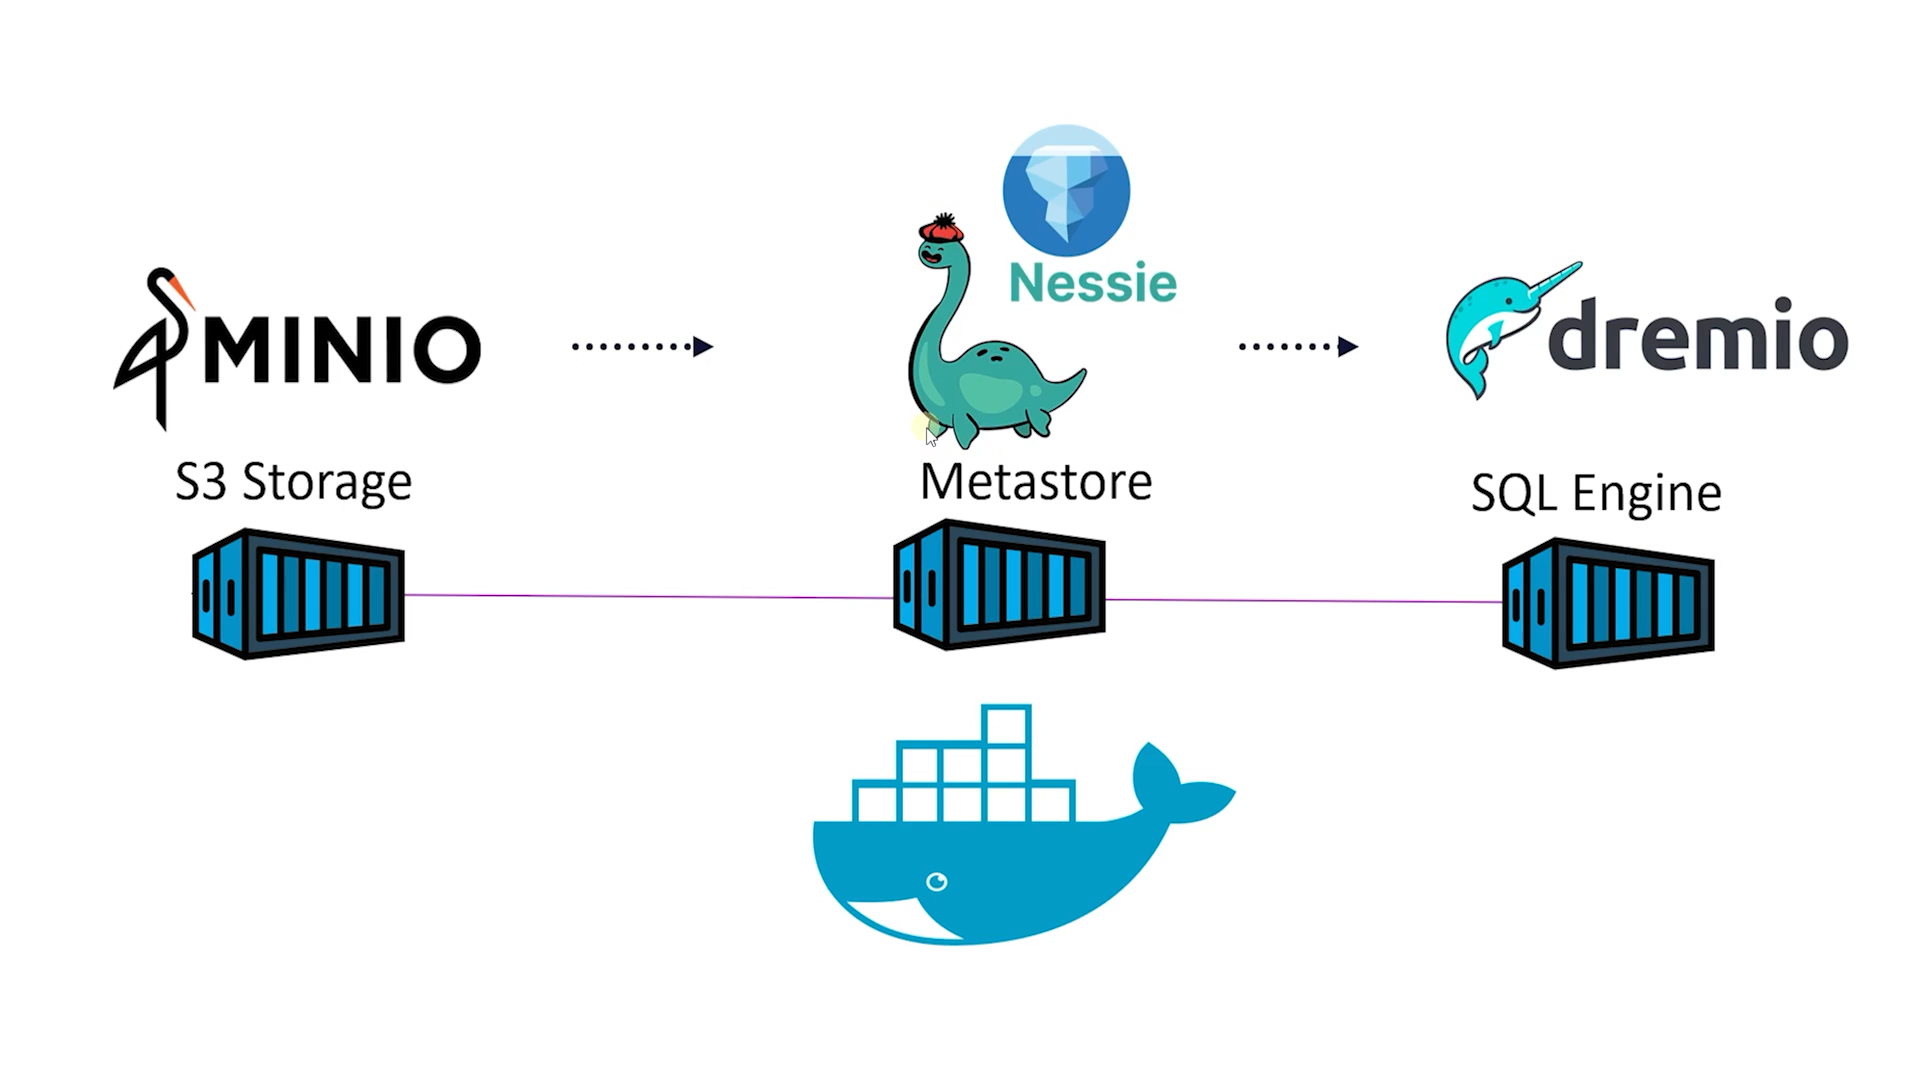 MINIO
S3 Storage
Nessie
Metastore
dremio
SQL Engine